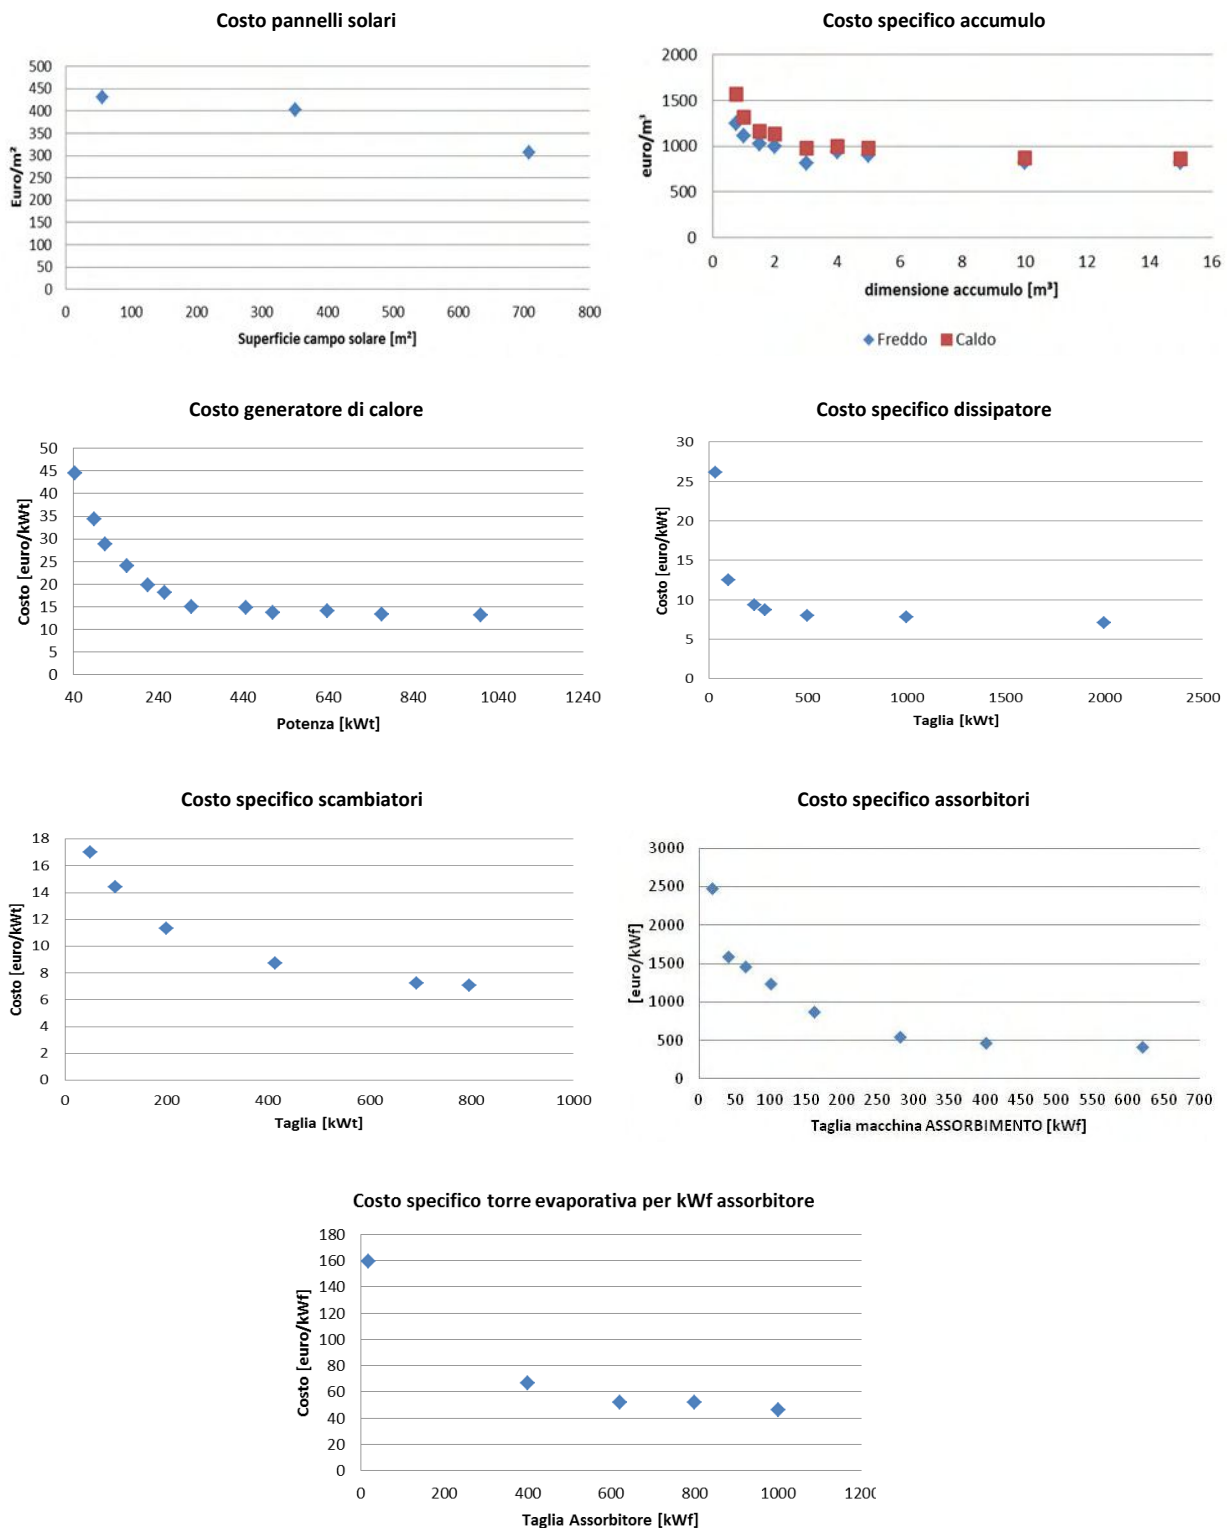 Costo pannelli solari
500
450
400
350
300
250
200
150
100
50
0
Euro/m²
0 100 200 300 400 500 600 700 800
Superficie campo solare [m²]
Costo specifico accumulo
2000
1500
1000
500
0
euro/m³
0 2 4 6 8 10 12 14 16
dimensione accumulo [m³]
Freddo Caldo
Costo generatore di calore
50
45
40
35
30
25
20
15
10
5
0
Costo [euro/kWt]
40 240 440 640 840 1040 1240
Potenza [kWt]
Costo specifico dissipatore
30
25
20
15
10
5
0
Costo [euro/kWt]
0 500 1000 1500 2000 2500
Taglia [kWt]
Costo specifico scambiatori
18
16
14
12
10
8
6
4
2
0
Costo [euro/kWt]
0 200 400 600 800 1000
Taglia [kWt]
Costo specifico assorbitori
3000
2500
2000
1500
1000
500
0
[euro/kWf]
0 50 100 150 200 250 300 350 400 450 500 550 600 650 700
Taglia macchina ASSORBIMENTO [kWf]
Costo specifico torre evaporativa per kWf assorbitore
180
160
140
120
100
80
60
40
20
0
Costo [euro/kWf]
0 200 400 600 800 1000 1200
Taglia Assorbitore [kWf]